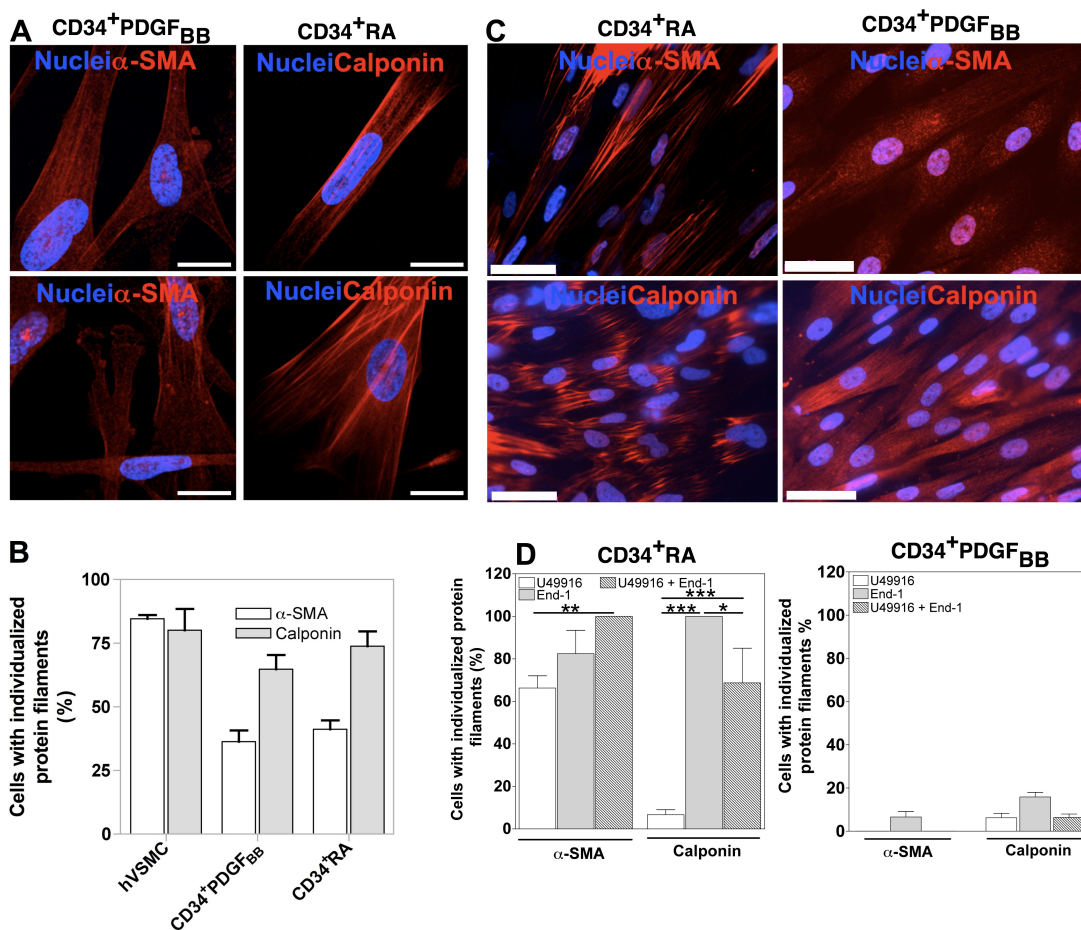 A
CD34+PDGFBB
CD34+RA
Nucleiα-SMA
NucleiCalponin
Nucleiα-SMA
NucleiCalponin
C
CD34+RA
CD34+PDGFBB
Nucleiα-SMA
Nucleiα-SMA
NucleiCalponin
NucleiCalponin
B
Cells with individualized
protein filaments
(%)
100
75
50
25
0
α-SMA
Calponin
hVSMC
CD34+PDGFBB
CD34+RA
D
CD34+RA
Cells with individualized protein
filaments (%)
120
100
80
60
40
20
0
U49916
U49916 + End-1
End-1
**
***
***
*
α-SMA
Calponin
CD34+PDGFBB
Cells with individualized
protein filaments %
120
100
80
60
40
20
0
U49916
End-1
U49916 + End-1
α-SMA
Calponin